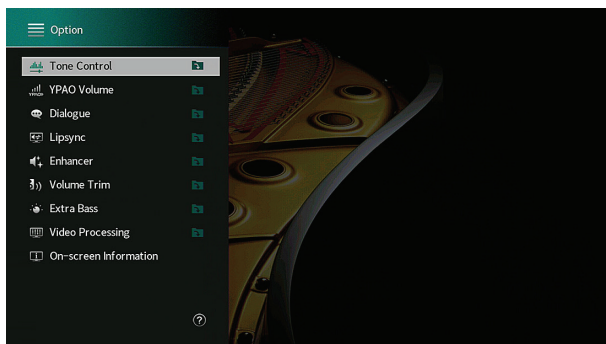 Option
Tone Control
YPAO Volume
Dialogue
Lipsync
Enhancer
Volume Trim
Extra Bass
Video Processing
On-screen Information
?